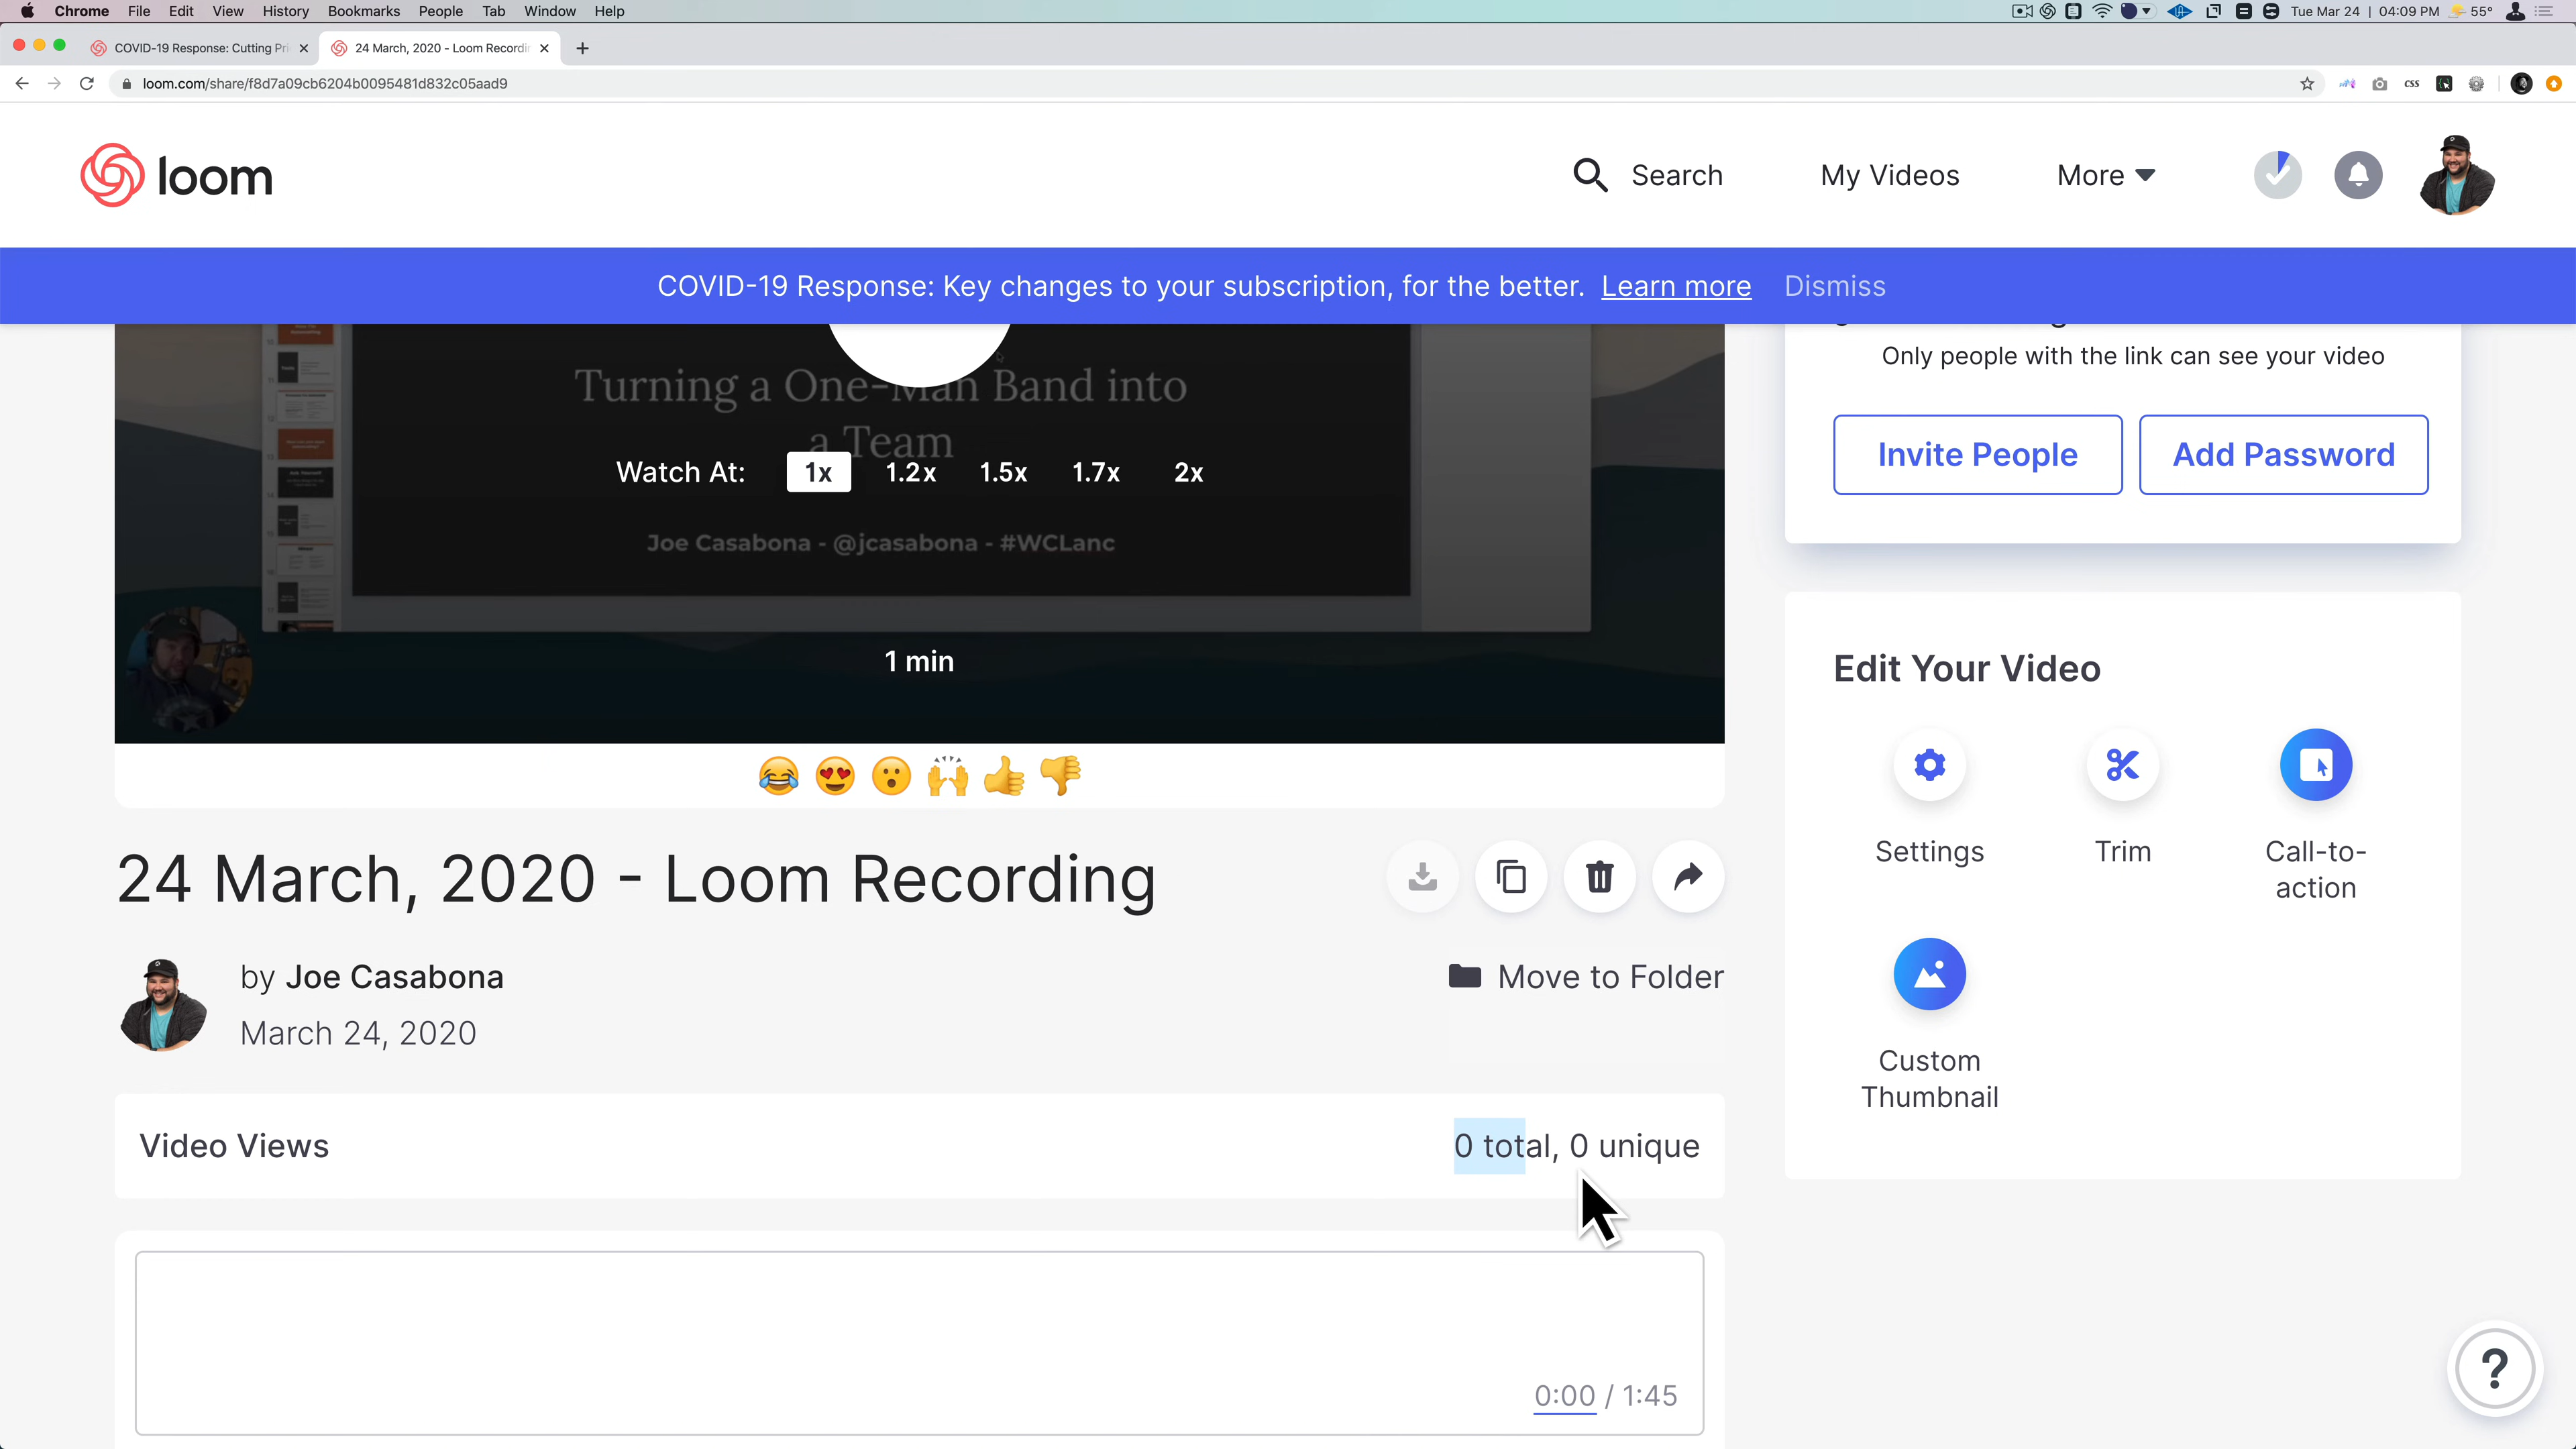 Chrome File Edit View History Bookmarks People Tab Window Help
Tue Mar 24 | 04:09 PM 55°
COVID-19 Response: Cutting Pri
24 March, 2020 - Loom Recordin
loom.com/share/f8d7a09cb6204b0095481d832c05aad9
css
loom
Search
My Videos
More
COVID-19 Response: Key changes to your subscription, for the better. Learn more Dismiss
Turning a One-Man Band into
a Team
Watch At: 1x 1.2x 1.5x 1.7x 2x
Joe Casabona - @jcasabona - #WCLanc
1 min
Only people with the link can see your video
Invite People
Add Password
Edit Your Video
Settings
Trim
Call-to-
action
Custom
Thumbnail
24 March, 2020 - Loom Recording
by Joe Casabona
March 24, 2020
Move to Folder
Video Views
0 total, 0 unique
0:00 / 1:45
?